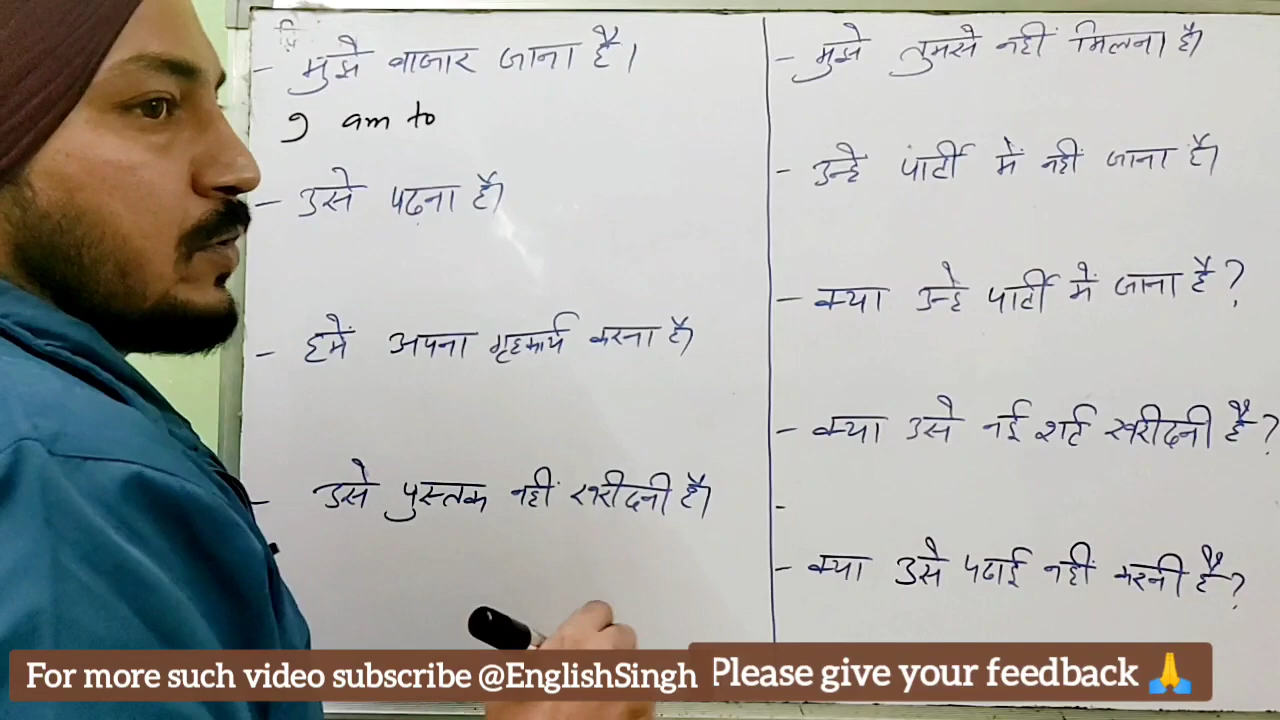 - मुझे बाजार जाना है।
I am to
- उसे पढ़ना है।
- हमें अपना गृहकार्य करना है।
- उसे पुस्तक नहीं खरीदनी है।
- मुझे तुमसे नहीं मिलना है।
- उन्हे पार्टी में नहीं जाना है।
- क्या उन्हे पार्टी में जाना है ?
- क्या उसे नई शर्ट खरीदनी है ?
-
- क्या उसे पढाई नहीं करनी है ?
For more such video subscribe @EnglishSingh
Please give your feedback 🙏